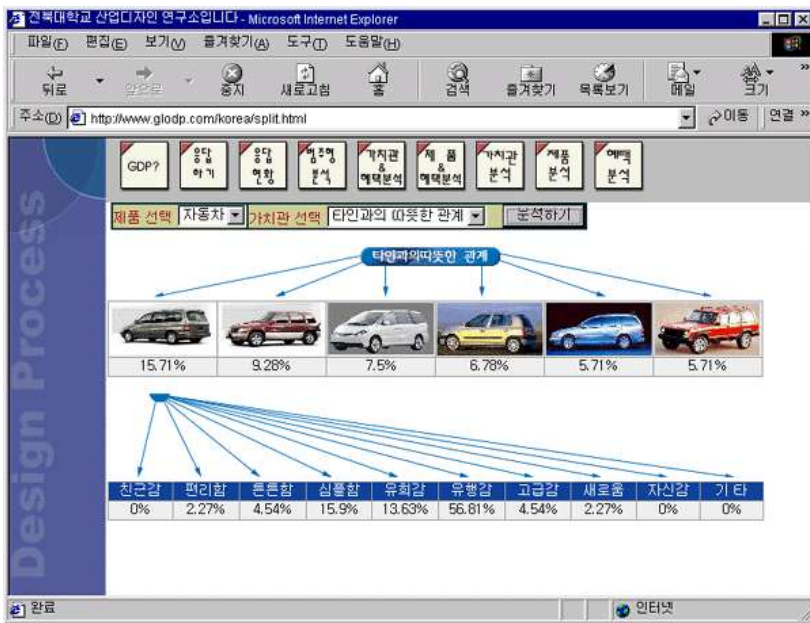 전북대학교 산업디자인 연구소입니다 - Microsoft Internet Explorer
파일(F) 편집(E) 보기(V) 즐겨찾기(A) 도구(T) 도움말(H)
뒤로 앞으로 중지 새로고침 홈 검색 즐겨찾기 목록보기 메일 크기 »
주소(D) http://www.glodp.com/korea/split.html 이동 연결 »
GDP? 응답하기 응답현황 범주형분석 가치관&혜택분석 제품&혜택분석 가치관분석 제품분석 혜택분석
제품 선택 자동차 가치관 선택 타인과의 따뜻한 관계 분석하기
타인과의따뜻한 관계
15.71% 9.28% 7.5% 6.78% 5.71% 5.71%
친근감 편리함 튼튼함 심플함 유희감 유행감 고급감 새로움 자신감 기타
0% 2.27% 4.54% 15.9% 13.63% 56.81% 4.54% 2.27% 0% 0%
Design Process
완료 인터넷